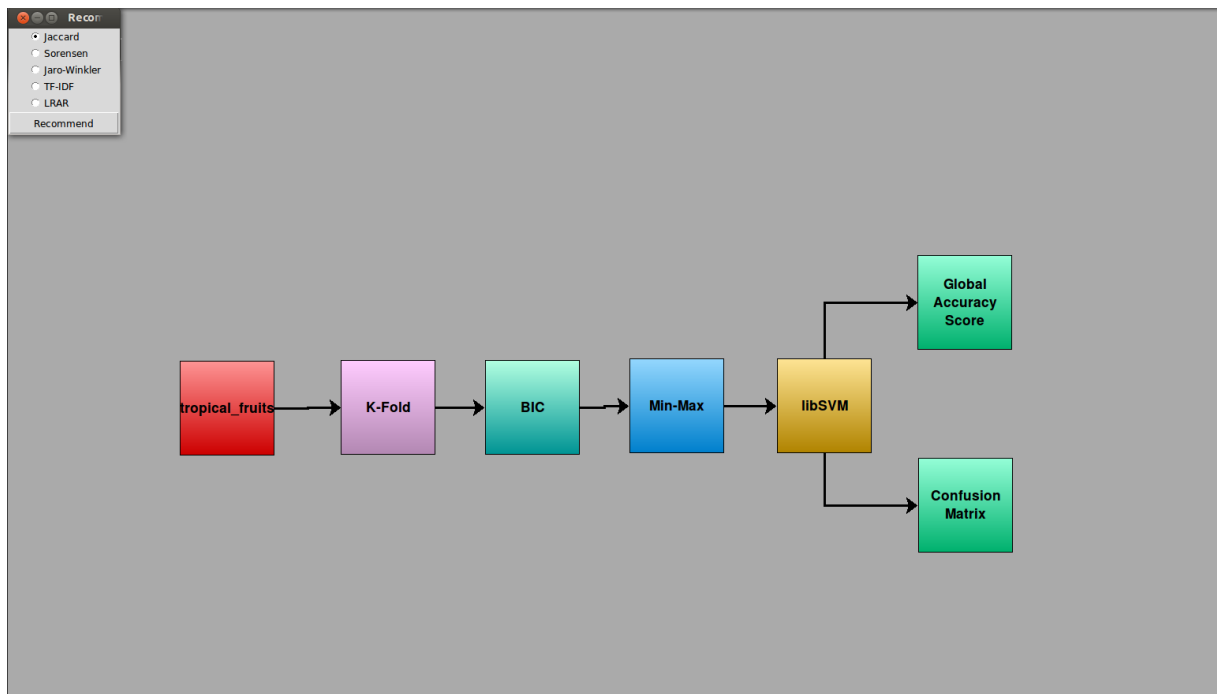 Recom
Jaccard
Sorensen
Jaro-Winkler
TF-IDF
LRAR
Recommend
Global
Accuracy
Score
tropical_fruits
K-Fold
BIC
Min-Max
libSVM
Confusion
Matrix